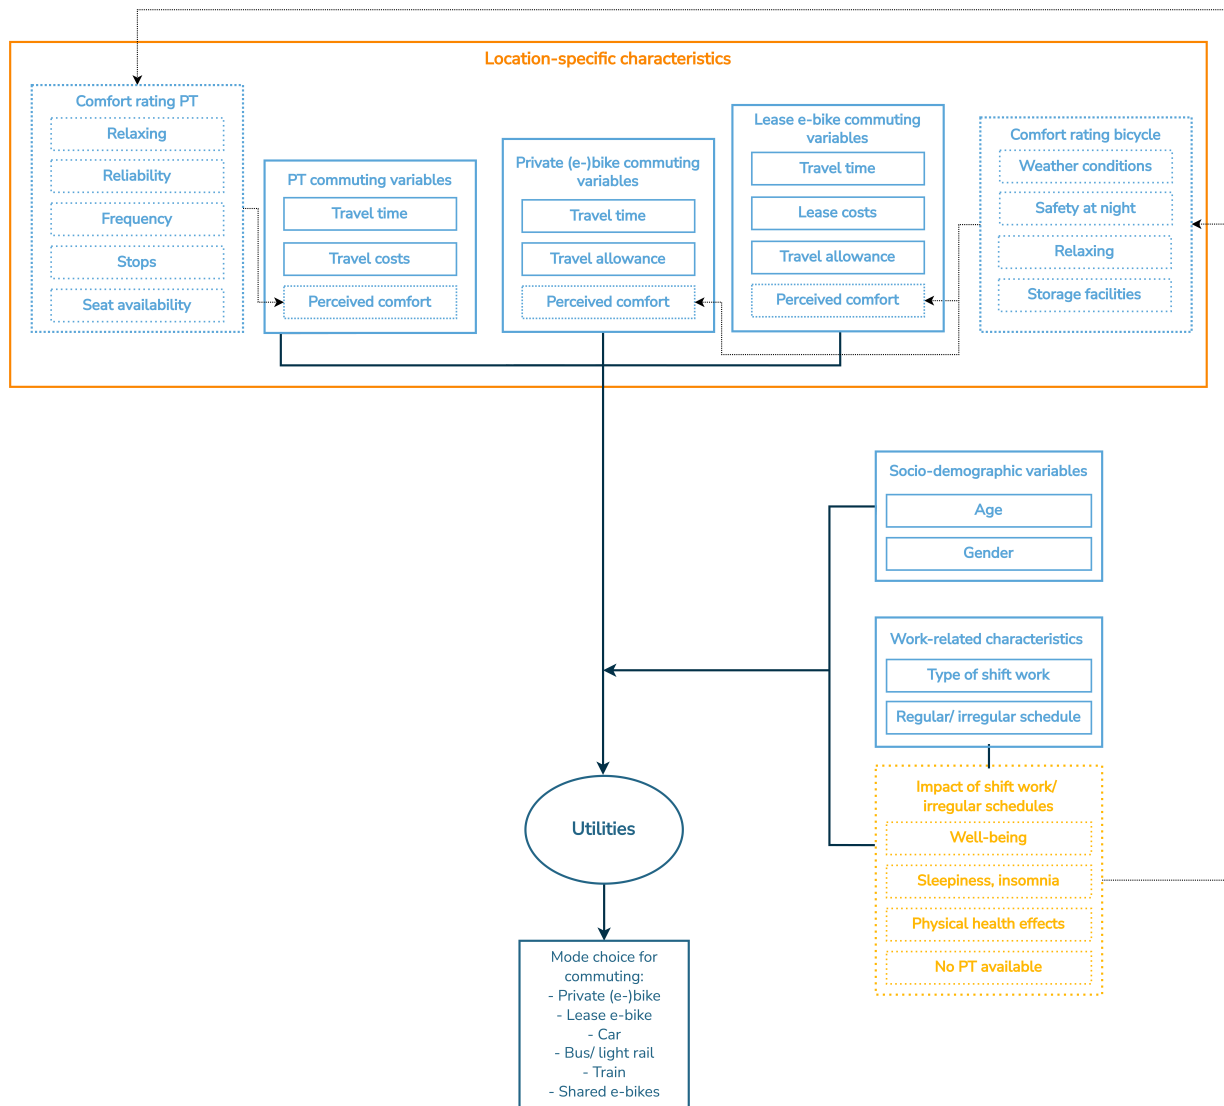 Location-specific characteristics
Comfort rating PT
Relaxing
Reliability
Frequency
Stops
Seat availability
PT commuting variables
Travel time
Travel costs
Perceived comfort
Private (e-)bike commuting
variables
Travel time
Travel allowance
Perceived comfort
Lease e-bike commuting
variables
Travel time
Lease costs
Travel allowance
Perceived comfort
Comfort rating bicycle
Weather conditions
Safety at night
Relaxing
Storage facilities
Socio-demographic variables
Age
Gender
Work-related characteristics
Type of shift work
Regular/ irregular schedule
Impact of shift work/
irregular schedules
Well-being
Sleepiness, insomnia
Physical health effects
No PT available
Utilities
Mode choice for
commuting:
- Private (e-)bike
- Lease e-bike
- Car
- Bus/ light rail
- Train
- Shared e-bikes